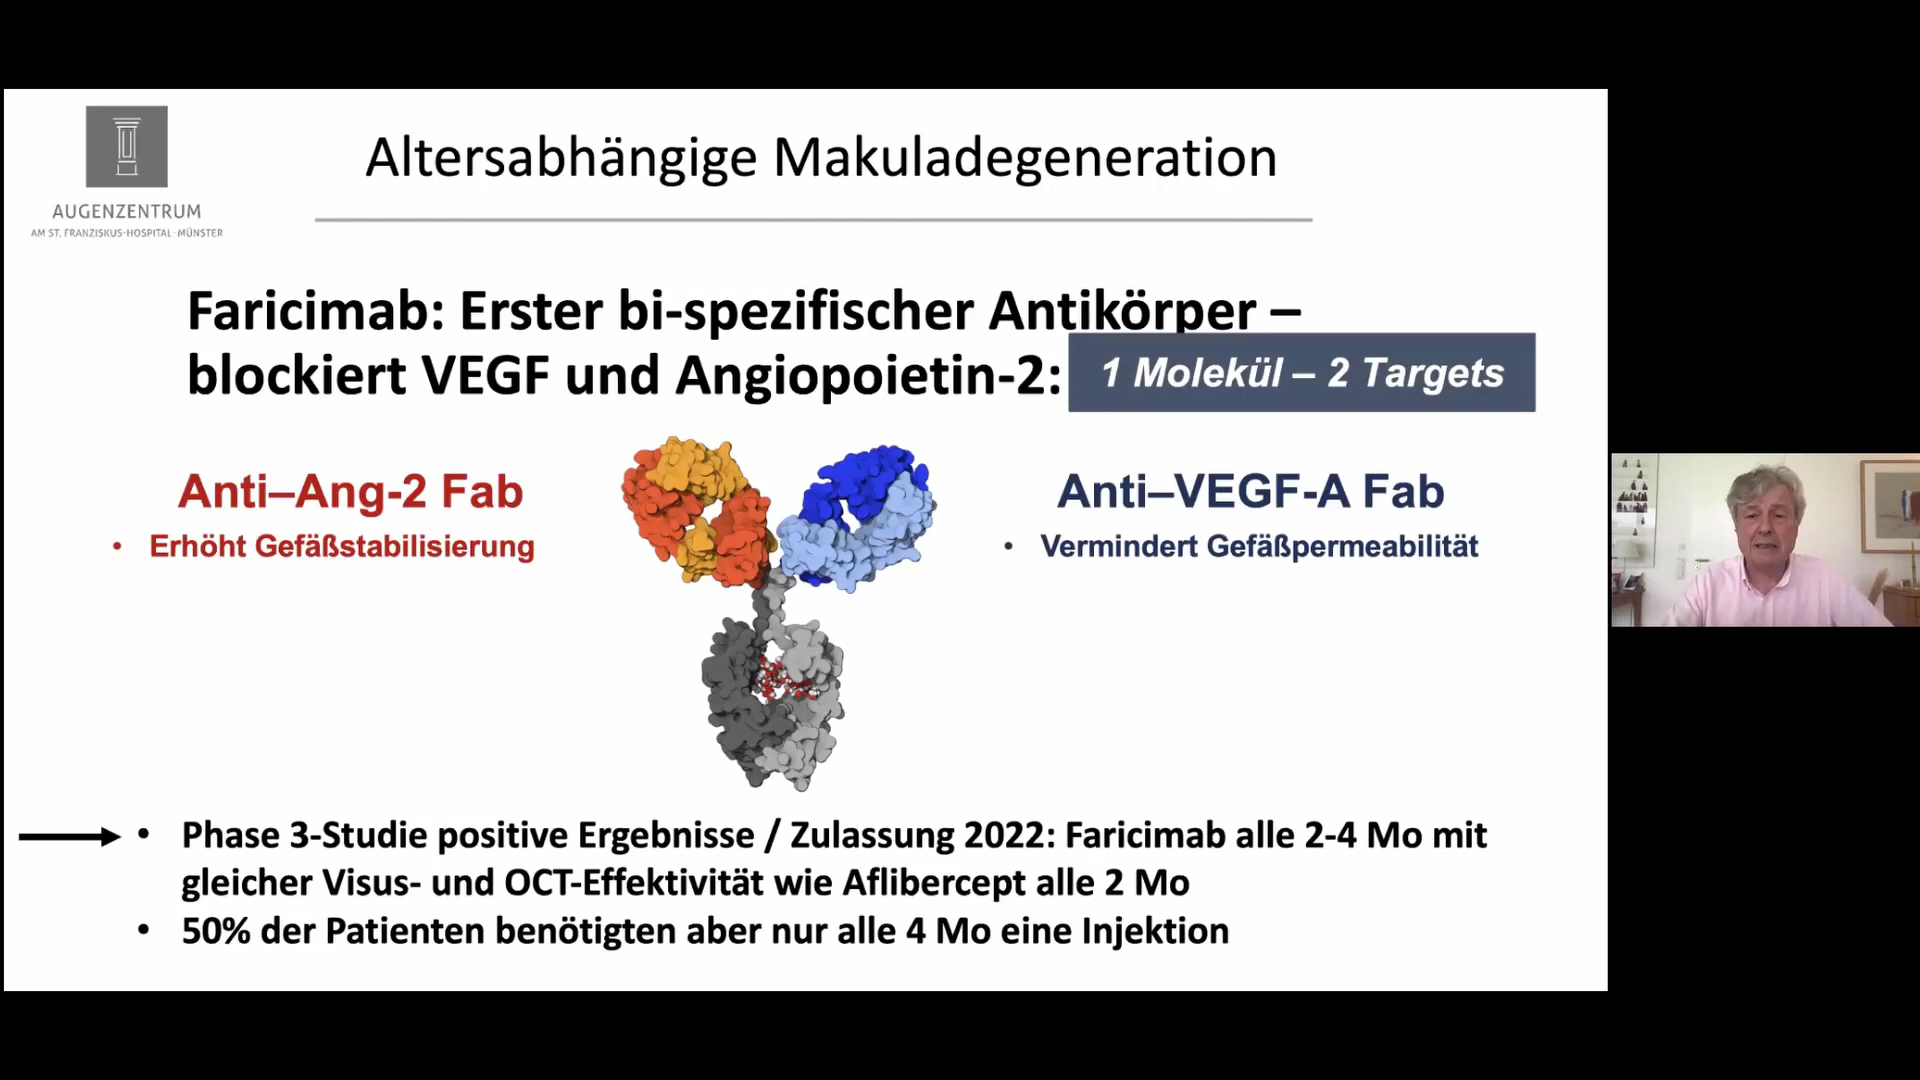 AUGENZENTRUM
AM ST. FRANZISKUS-HOSPITAL·MÜNSTER
Altersabhängige Makuladegeneration
Faricimab: Erster bi-spezifischer Antikörper –
blockiert VEGF und Angiopoietin-2:
1 Molekül – 2 Targets
Anti–Ang-2 Fab
• Erhöht Gefäßstabilisierung
Anti–VEGF-A Fab
• Vermindert Gefäßpermeabilität
• Phase 3-Studie positive Ergebnisse / Zulassung 2022: Faricimab alle 2-4 Mo mit
gleicher Visus- und OCT-Effektivität wie Aflibercept alle 2 Mo
• 50% der Patienten benötigten aber nur alle 4 Mo eine Injektion